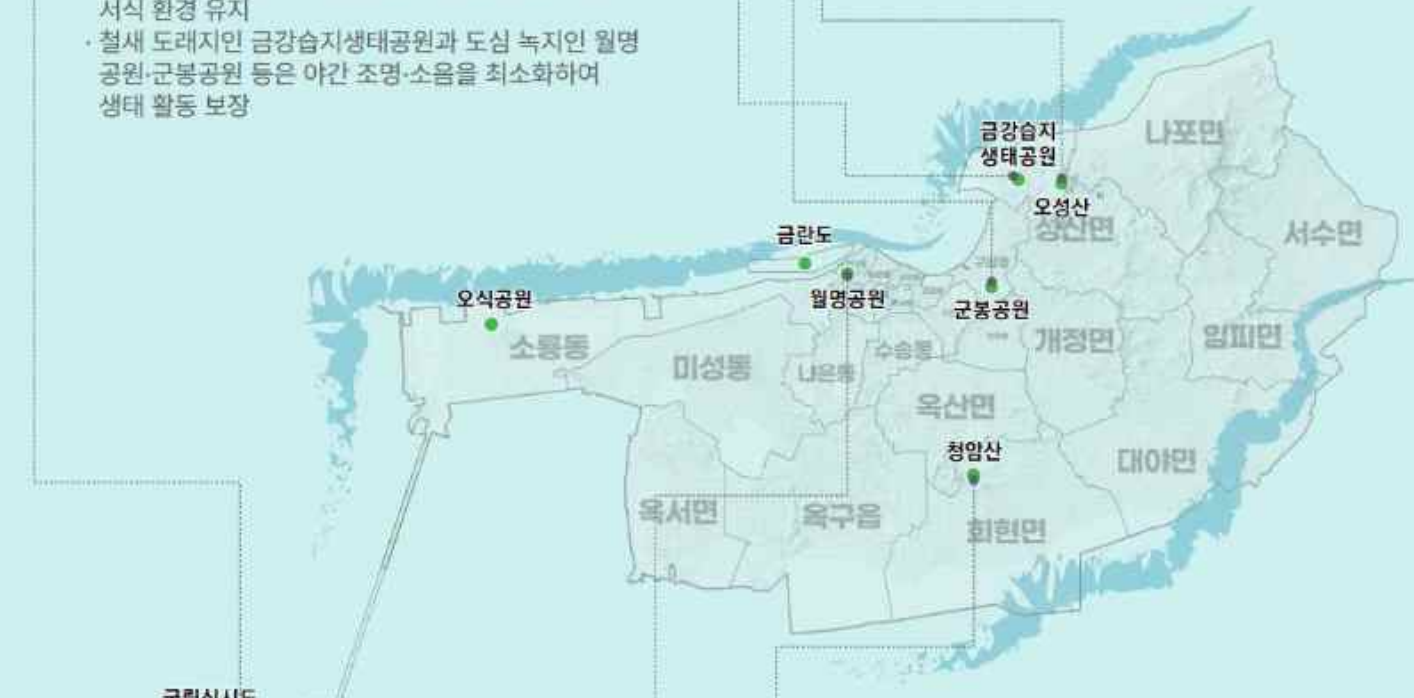 서식 환경 유지
· 철새 도래지인 금강습지생태공원과 도심 녹지인 월명
공원·군봉공원 등은 야간 조명·소음을 최소화하여
생태 활동 보장
금강습지
생태공원
나포면
오성산
성산면
서수면
금란도
오식공원
월명공원
군봉공원
소룡동
미성동
나운동
수송동
개정면
임피면
옥산면
청암산
대야면
옥서면
옥구읍
회현면